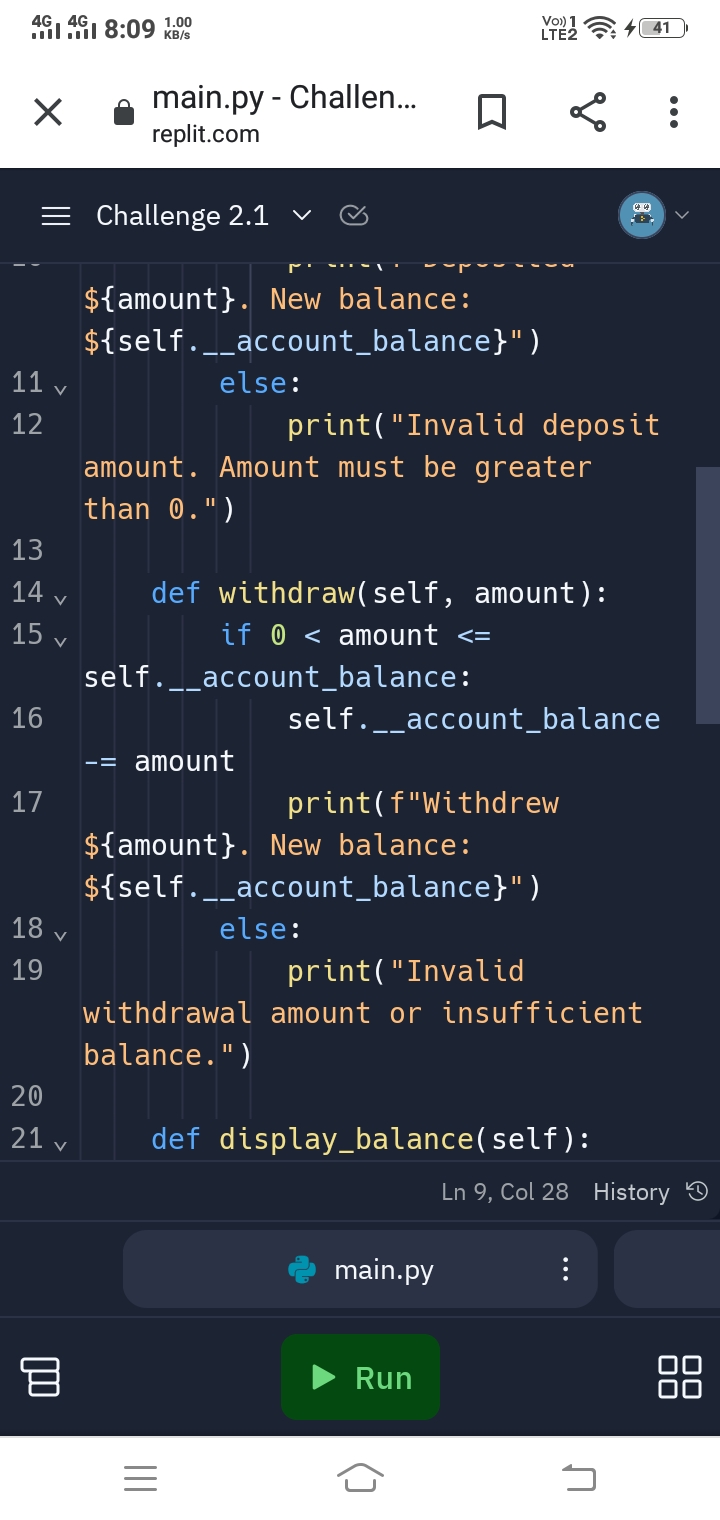 4G 4G 8:09 1.00 KB/s Vo) 1 LTE2 41
main.py - Challen...
replit.com
Challenge 2.1
${amount}. New balance:
${self.__account_balance}")
11 else:
12 print("Invalid deposit
amount. Amount must be greater
than 0.")
13
14 def withdraw(self, amount):
15 if 0 < amount <=
self.__account_balance:
16 self.__account_balance
-= amount
17 print(f"Withdrew
${amount}. New balance:
${self.__account_balance}")
18 else:
19 print("Invalid
withdrawal amount or insufficient
balance.")
20
21 def display_balance(self):
Ln 9, Col 28 History
main.py
Run